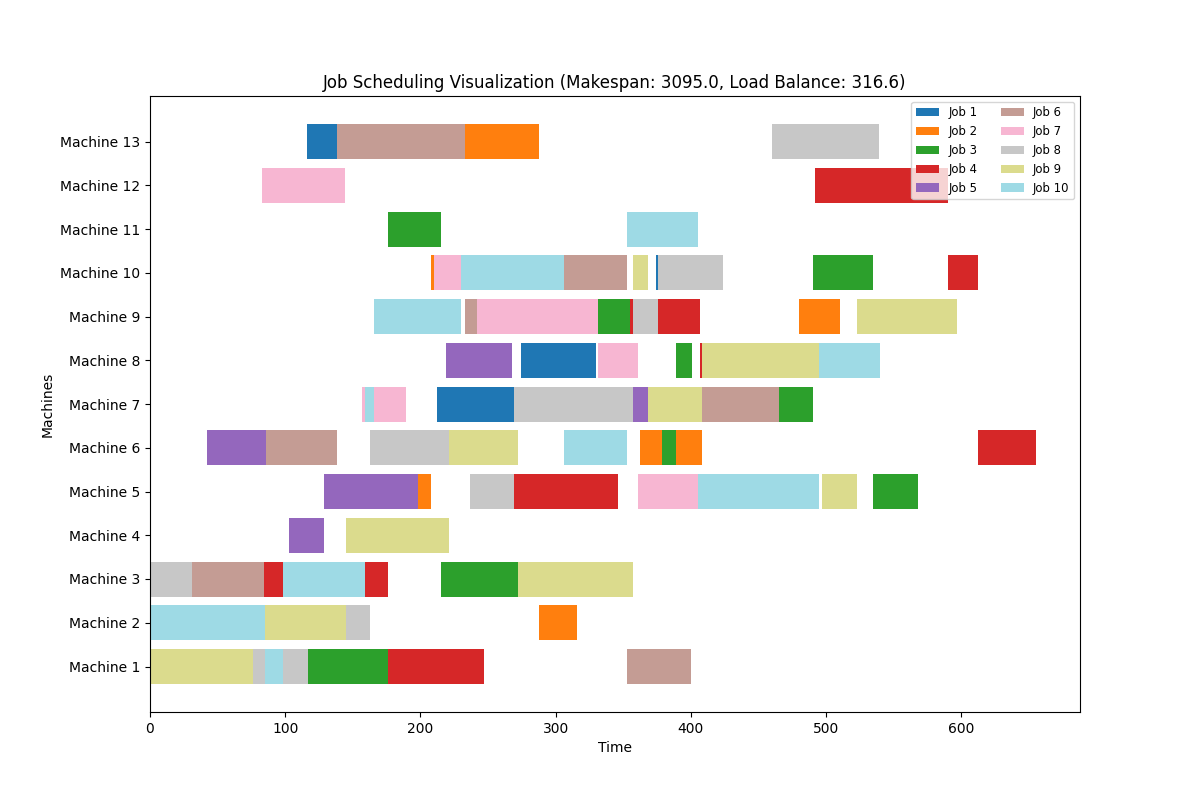 Job Scheduling Visualization (Makespan: 3095.0, Load Balance: 316.6)
Job 1
Job 2
Job 3
Job 4
Job 5
Job 6
Job 7
Job 8
Job 9
Job 10
Machines
Machine 13
Machine 12
Machine 11
Machine 10
Machine 9
Machine 8
Machine 7
Machine 6
Machine 5
Machine 4
Machine 3
Machine 2
Machine 1
0 100 200 300 400 500 600
Time